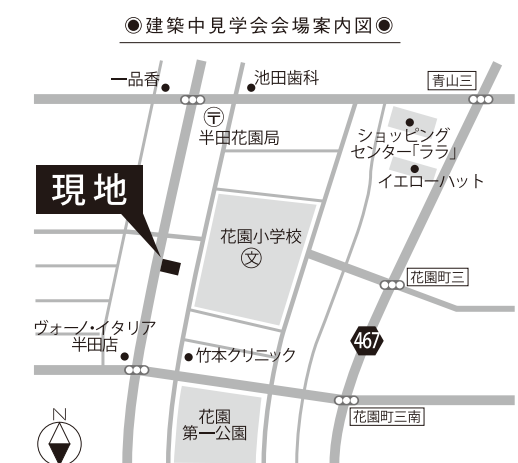 ◉建築中見学会会場案内図◉
一品香
池田歯科
青山三
〒
半田花園局
ショッピング
センター「ララ」
イエローハット
現地
花園小学校
文
花園町三
ヴォーノ・イタリア
半田店
竹本クリニック
467
花園
第一公園
花園町三南
N